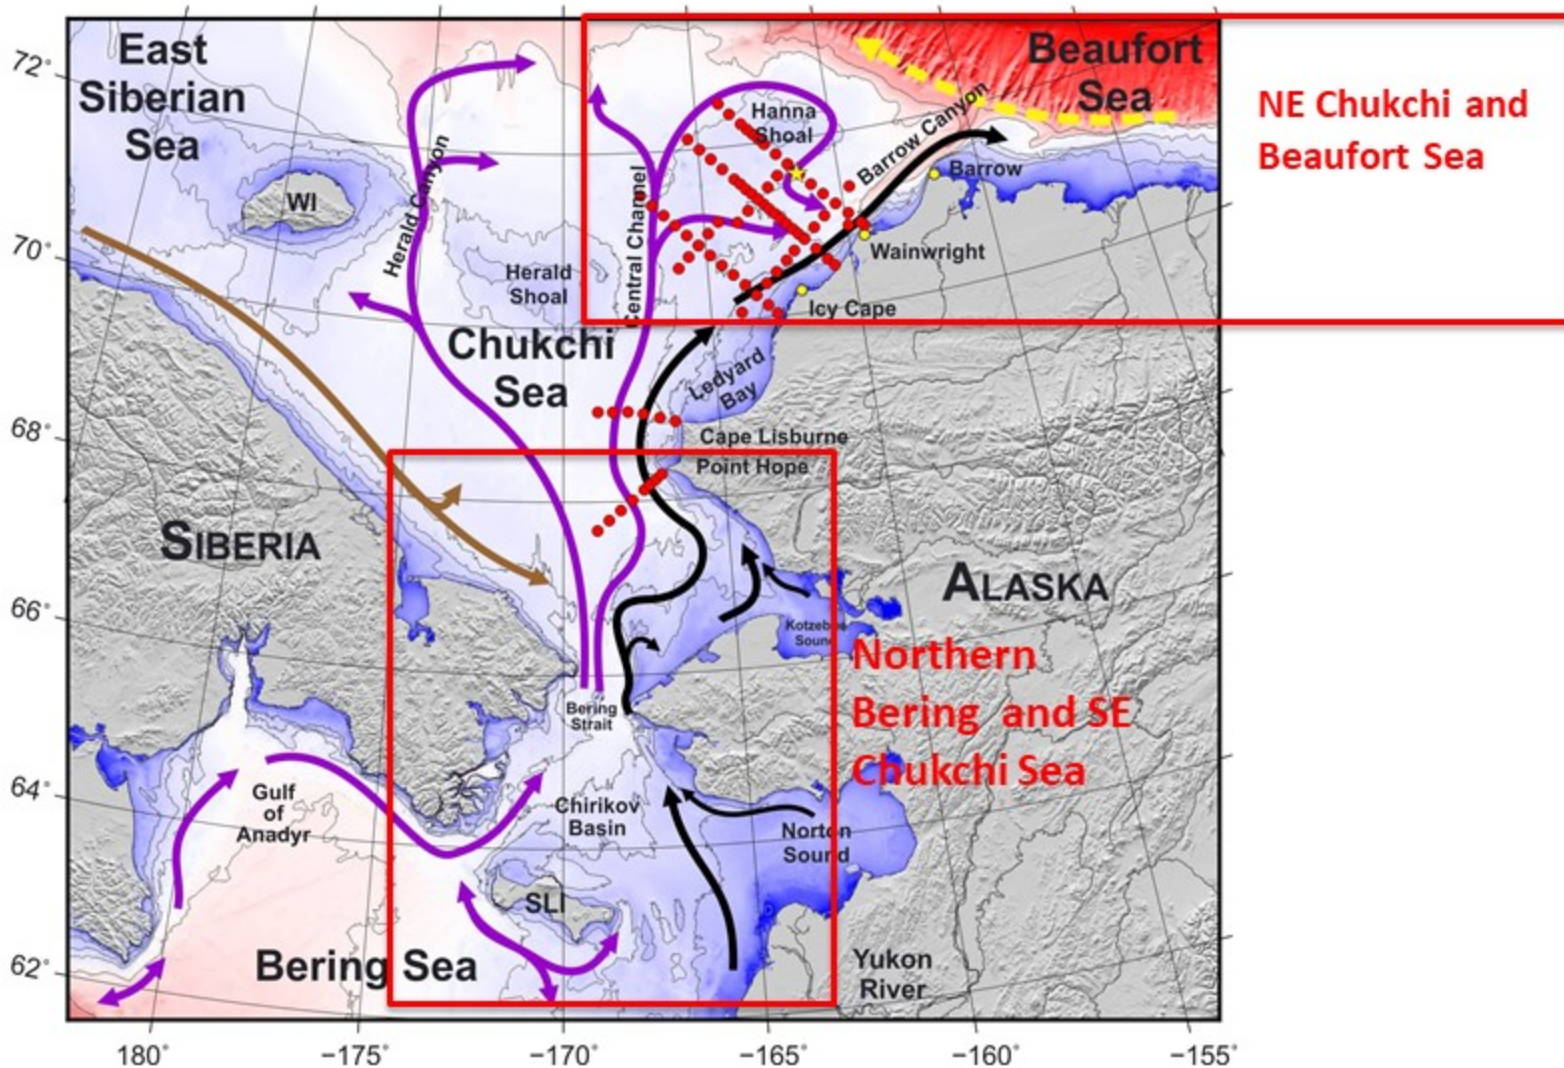 72°
70°
68°
66°
64°
62°
East
Siberian
Sea
WI
Herald Canyon
Herald
Shoal
Central Channel
Chukchi
Sea
Hanna
Shoal
Barrow Canyon
Beaufort
Sea
Barrow
Wainwright
Icy Cape
NE Chukchi and
Beaufort Sea
Ledyard
Bay
Cape Lisburne
Point Hope
SIBERIA
ALASKA
Kotzebue
Sound
Northern
Bering and SE
Chukchi Sea
Bering
Strait
Gulf
of
Anadyr
Chirikov
Basin
Norton
Sound
SLI
Bering Sea
Yukon
River
180°
−175°
−170°
−165°
−160°
−155°